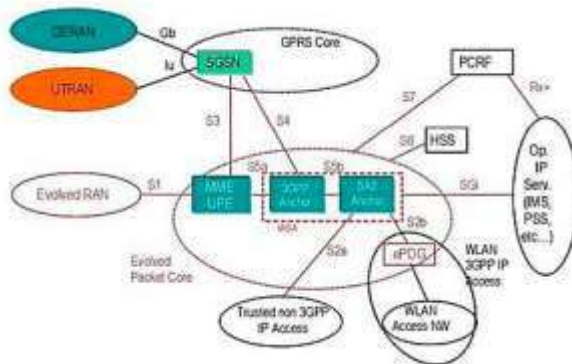 GERAN
Gb
GPRS Core
SGSN
Iu
UTRAN
PCRF
Rx+
S7
S3
S4
S6
HSS
Op.
IP
Serv.
(IMS,
PSS,
etc...)
S1
Evolved RAN
MME
UPE
S5a
3GPP
Anchor
S5b
SAE
Anchor
SGi
IASA
S2b
S2a
Evolved
Packet Core
ePDG
WLAN
3GPP IP
Access
Trusted non 3GPP
IP Access
WLAN
Access NW